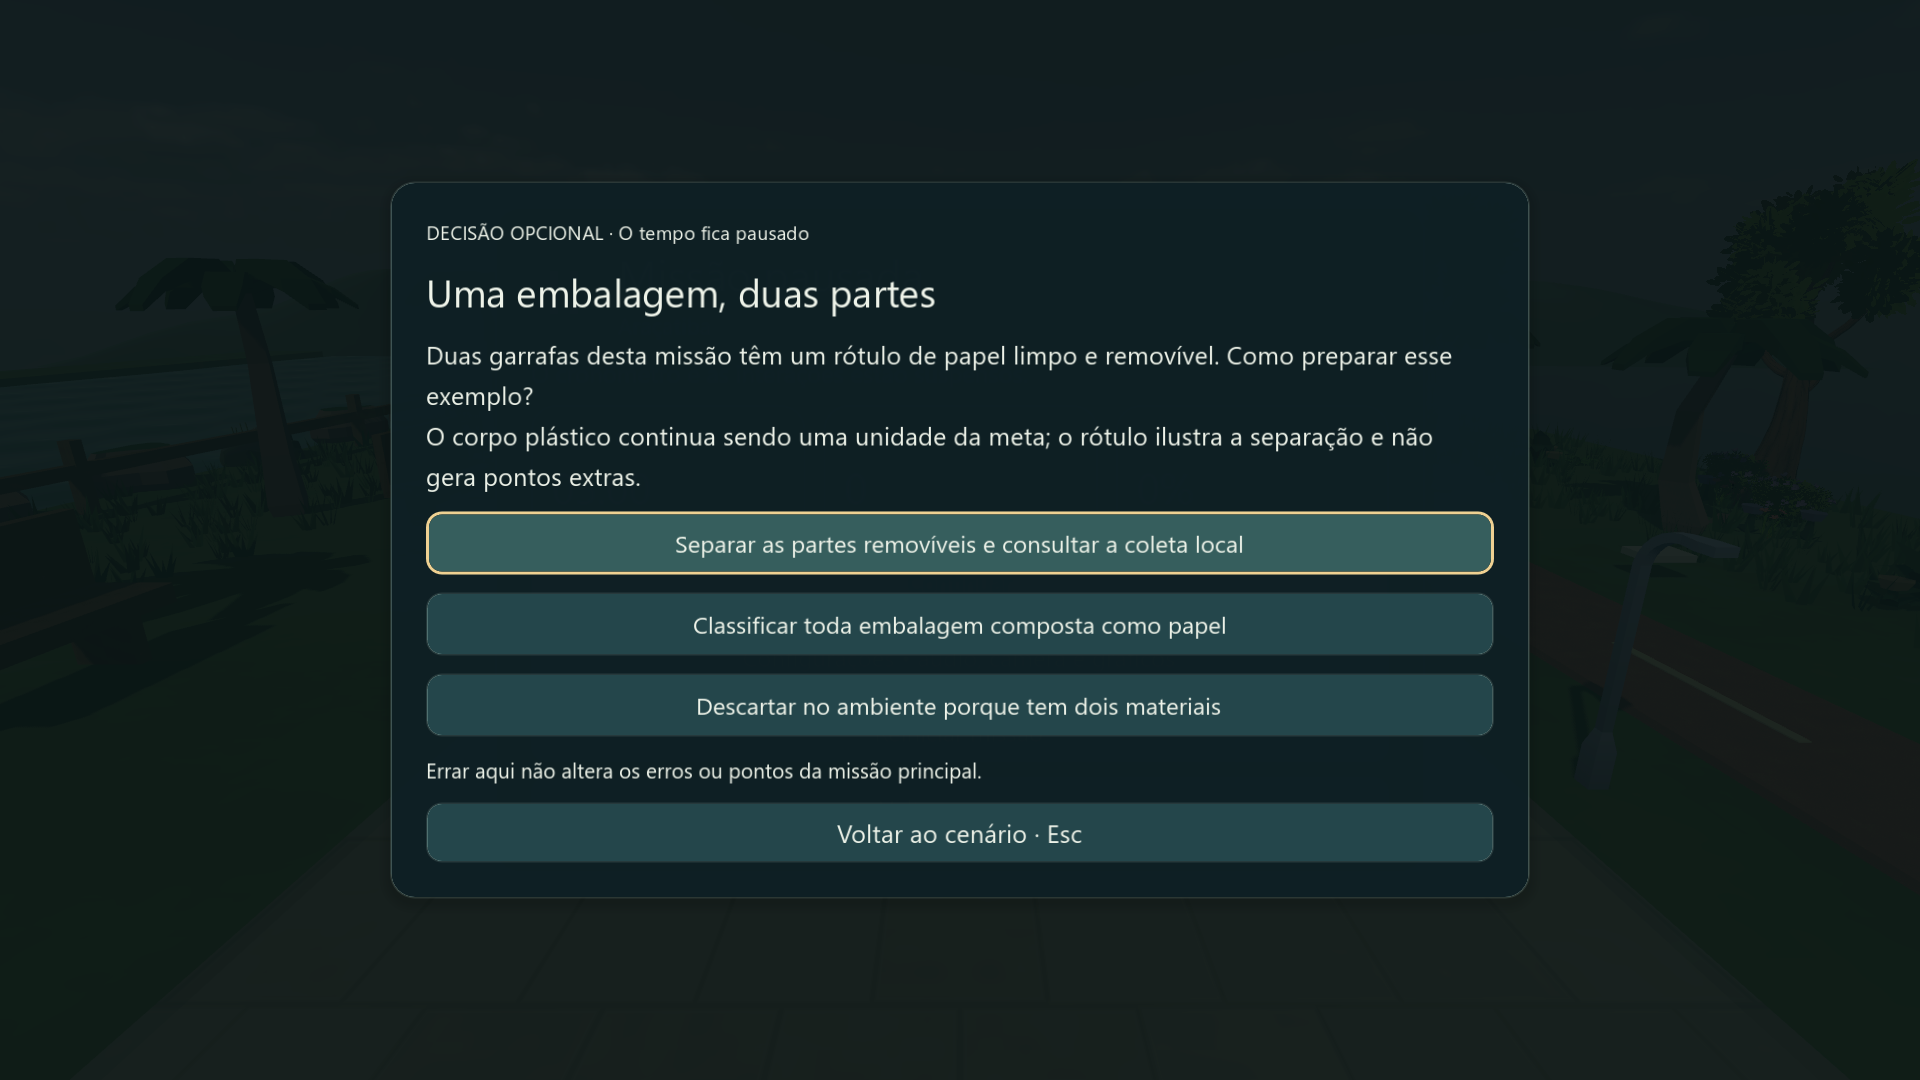 DECISÃO OPCIONAL · O tempo fica pausado
Uma embalagem, duas partes
Duas garrafas desta missão têm um rótulo de papel limpo e removível. Como preparar esse
exemplo?
O corpo plástico continua sendo uma unidade da meta; o rótulo ilustra a separação e não
gera pontos extras.
Separar as partes removíveis e consultar a coleta local
Classificar toda embalagem composta como papel
Descartar no ambiente porque tem dois materiais
Errar aqui não altera os erros ou pontos da missão principal.
Voltar ao cenário · Esc